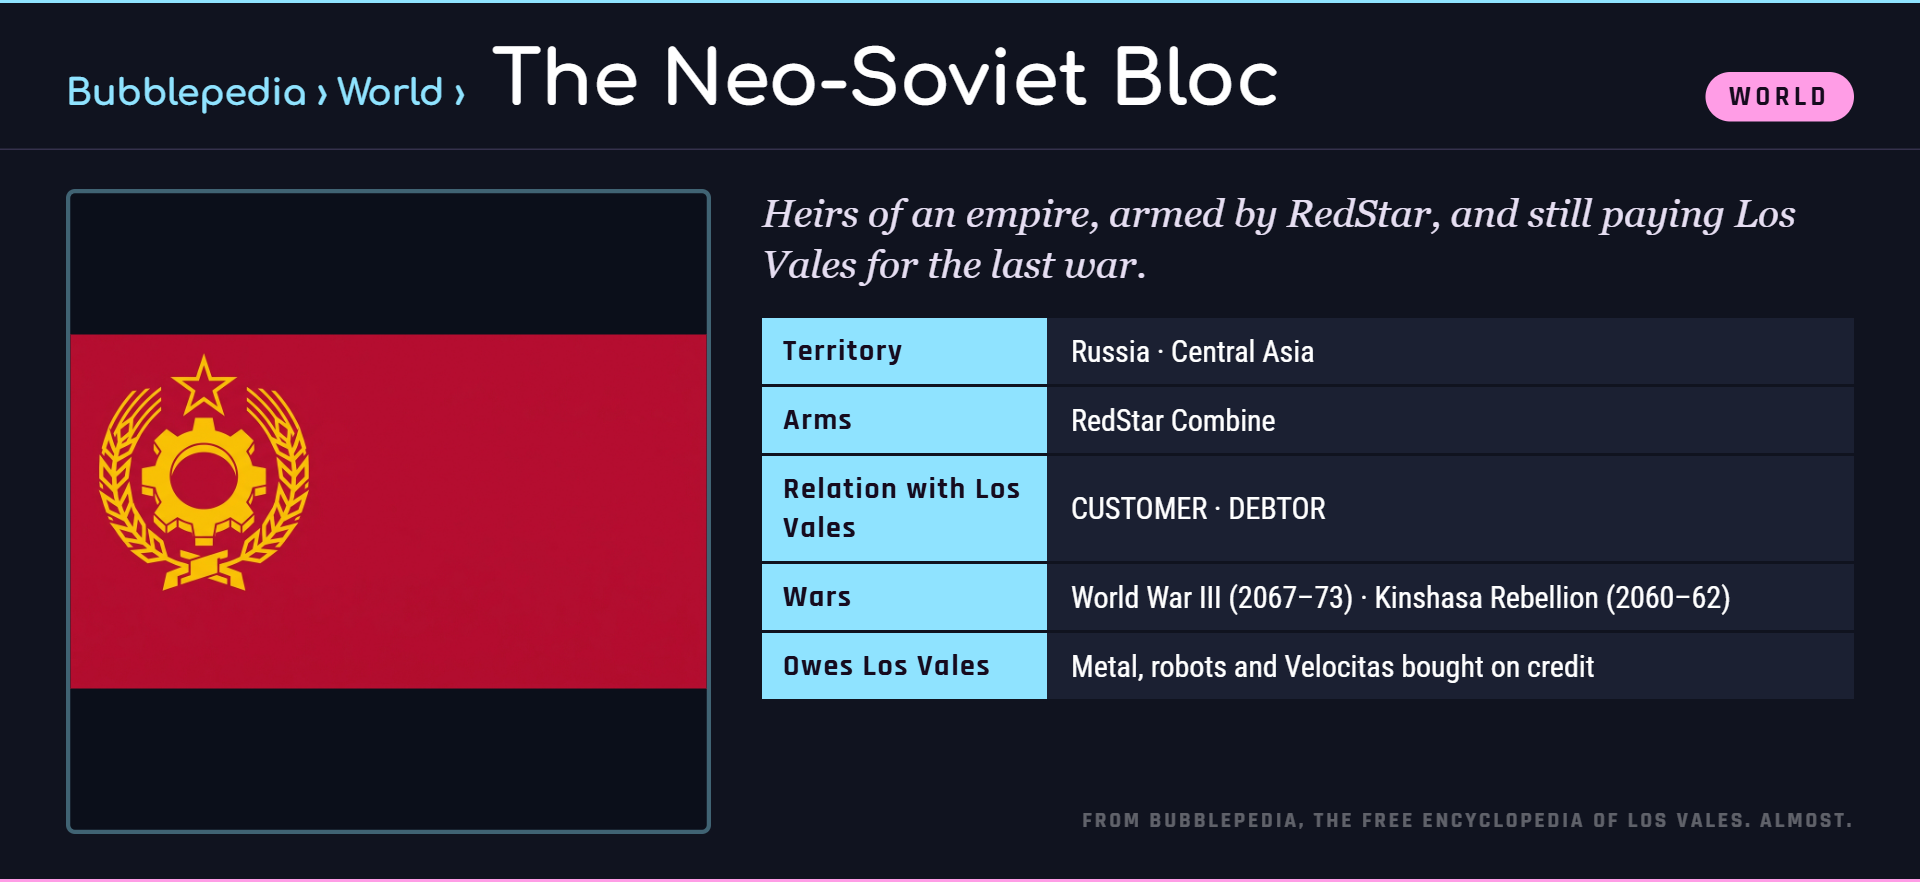 Bubblepedia › World › The Neo-Soviet Bloc
WORLD
Heirs of an empire, armed by RedStar, and still paying Los
Vales for the last war.
Territory
Russia · Central Asia
Arms
RedStar Combine
Relation with Los
Vales
CUSTOMER · DEBTOR
Wars
World War III (2067–73) · Kinshasa Rebellion (2060–62)
Owes Los Vales
Metal, robots and Velocitas bought on credit
FROM BUBBLEPEDIA, THE FREE ENCYCLOPEDIA OF LOS VALES. ALMOST.